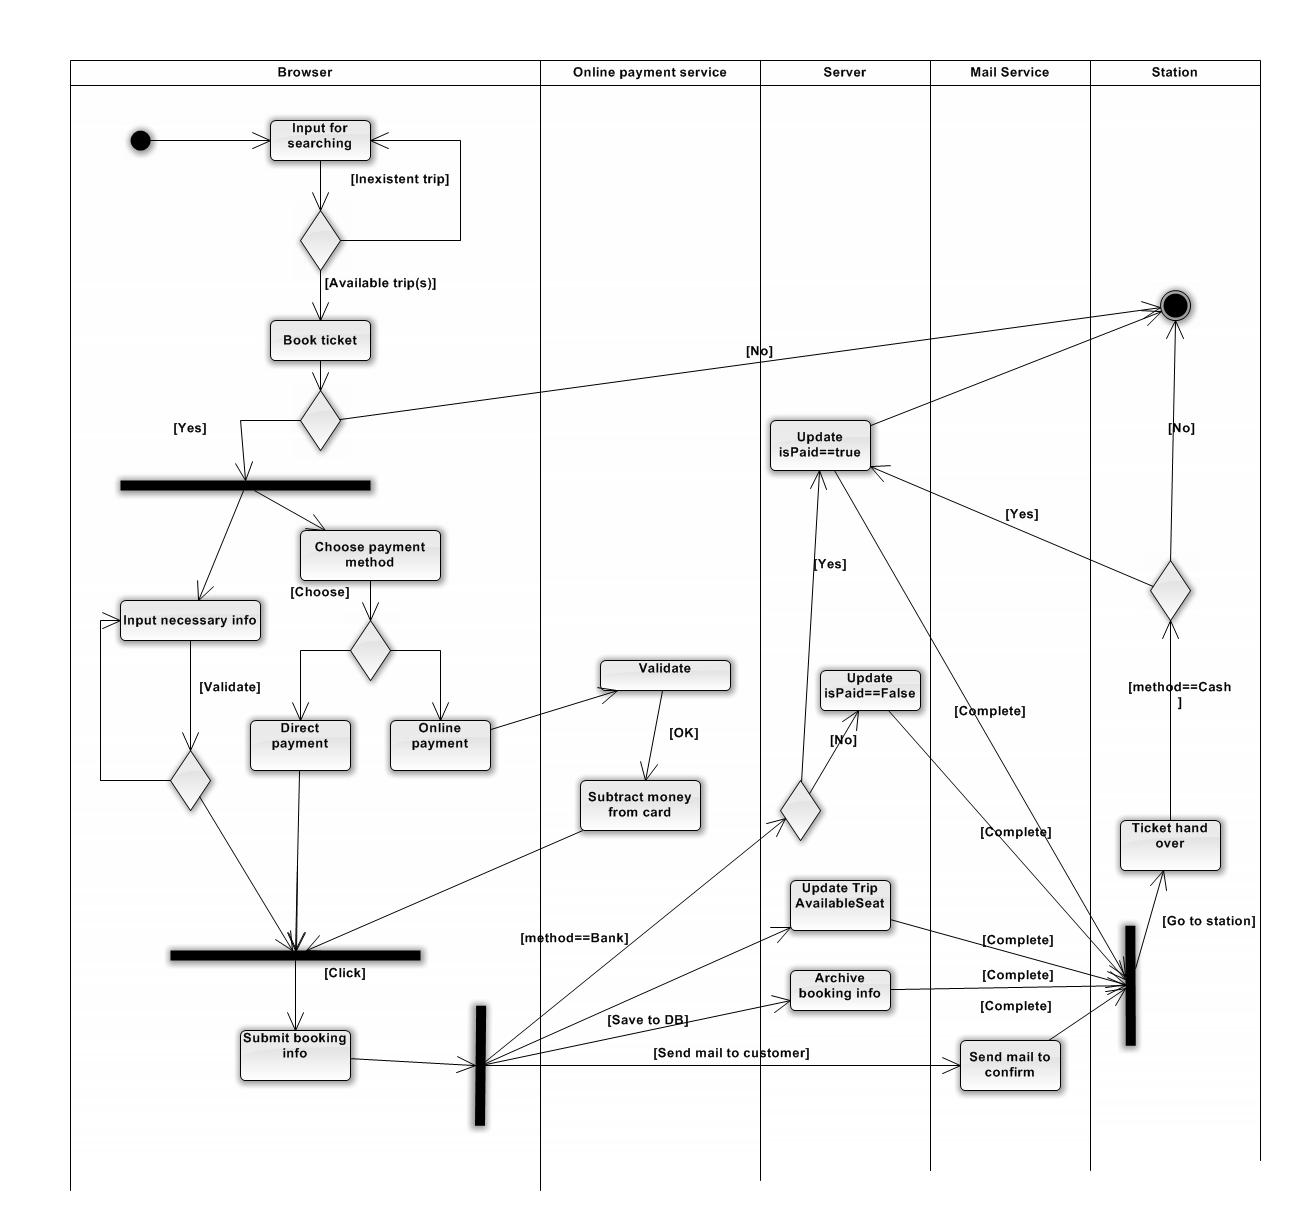 Browser
Online payment service
Server
Mail Service
Station
Input for
searching
[Inexistent trip]
[Available trip(s)]
Book ticket
[No]
[Yes]
Update
isPaid==true
[No]
[Yes]
Choose payment
method
[Choose]
[Yes]
Input necessary info
[Validate]
Validate
Update
isPaid==False
[method==Cash
]
[Complete]
Direct
payment
Online
payment
[OK]
[No]
Subtract money
from card
[Complete]
Ticket hand
over
Update Trip
AvailableSeat
[Go to station]
[method==Bank]
[Complete]
[Click]
Archive
booking info
[Complete]
[Complete]
[Save to DB]
Submit booking
info
[Send mail to customer]
Send mail to
confirm